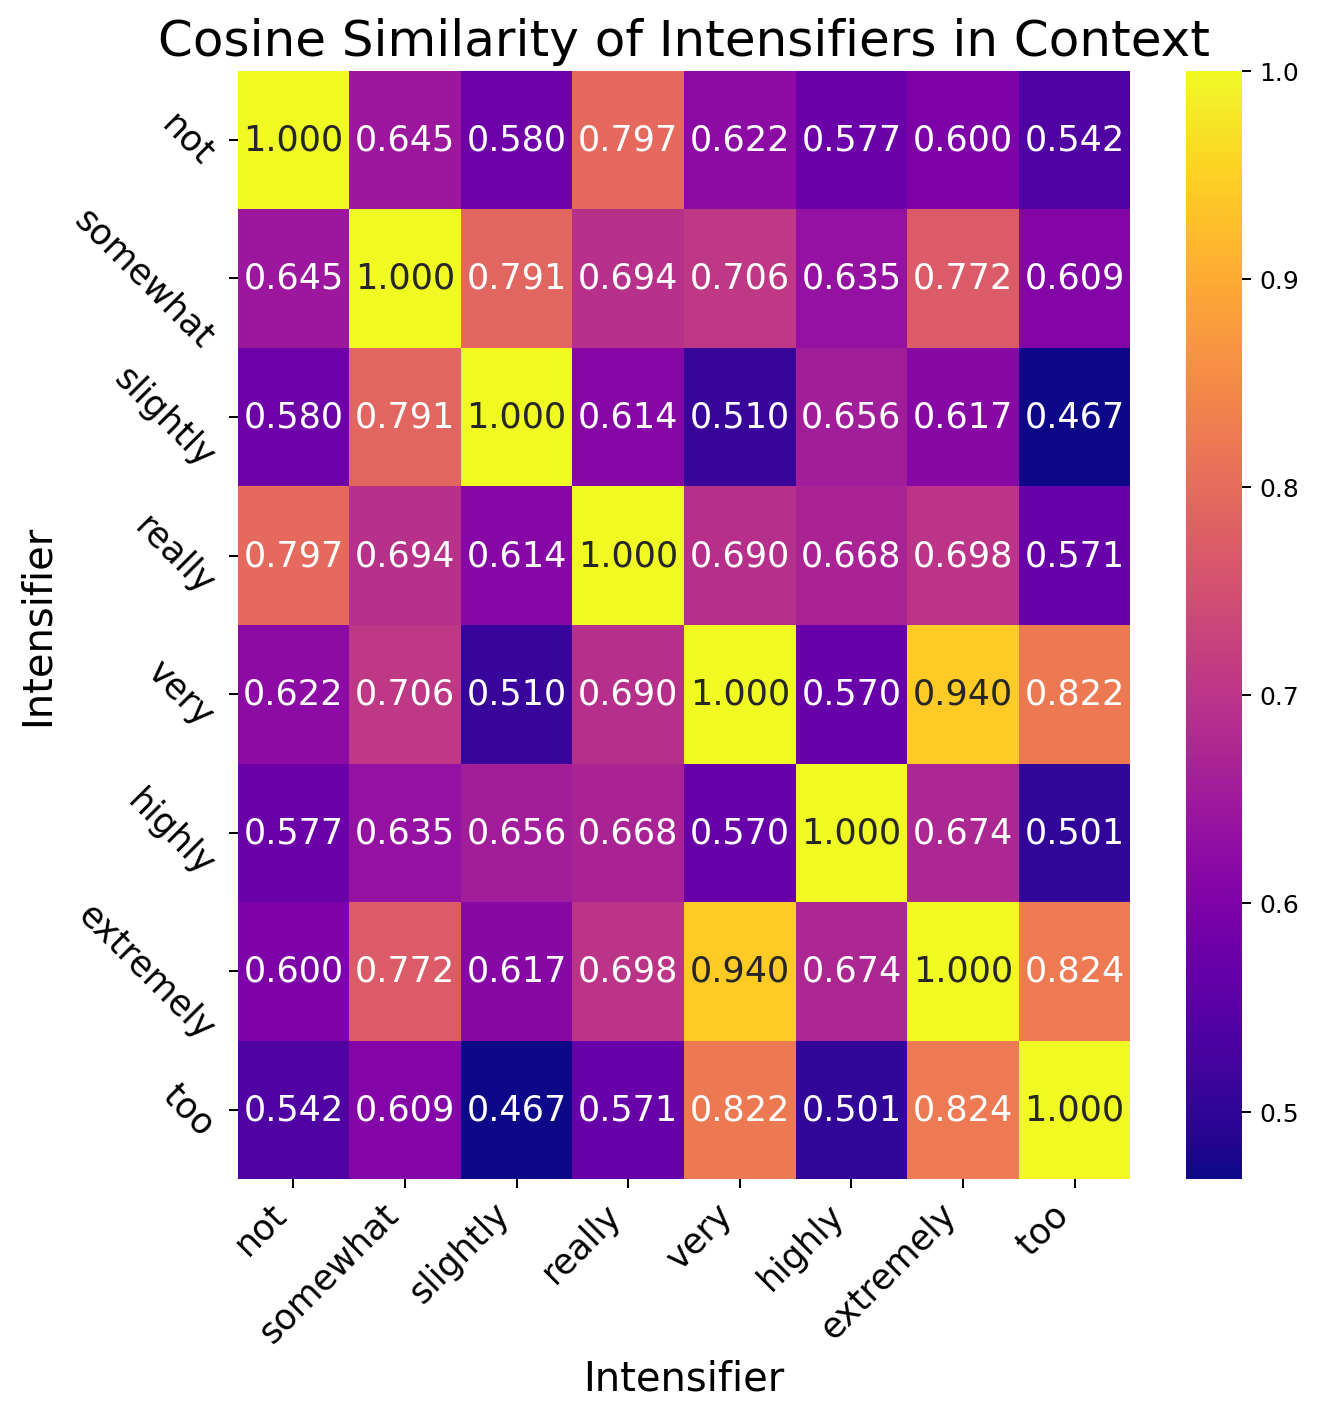 Cosine Similarity of Intensifiers in Context
not 1.000 0.645 0.580 0.797 0.622 0.577 0.600 0.542
somewhat 0.645 1.000 0.791 0.694 0.706 0.635 0.772 0.609
slightly 0.580 0.791 1.000 0.614 0.510 0.656 0.617 0.467
really 0.797 0.694 0.614 1.000 0.690 0.668 0.698 0.571
very 0.622 0.706 0.510 0.690 1.000 0.570 0.940 0.822
highly 0.577 0.635 0.656 0.668 0.570 1.000 0.674 0.501
extremely 0.600 0.772 0.617 0.698 0.940 0.674 1.000 0.824
too 0.542 0.609 0.467 0.571 0.822 0.501 0.824 1.000
not somewhat slightly really very highly extremely too
Intensifier
Intensifier
1.0
0.9
0.8
0.7
0.6
0.5